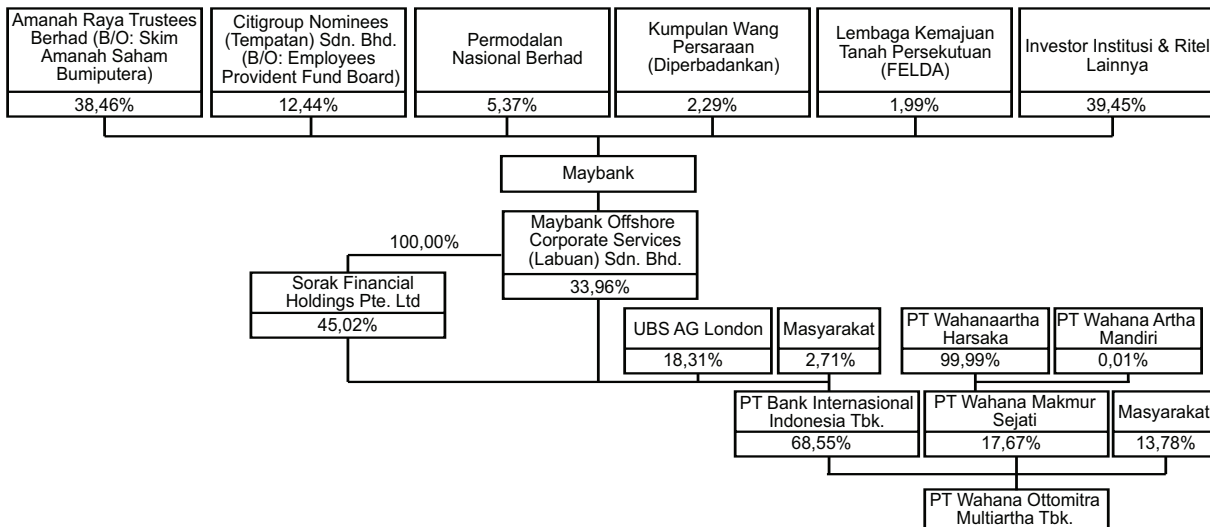 Amanah Raya Trustees
Berhad (B/O: Skim
Amanah Saham
Bumiputera)
38,46%
Citigroup Nominees
(Tempatan) Sdn. Bhd.
(B/O: Employees
Provident Fund Board)
12,44%
Permodalan
Nasional Berhad
5,37%
Kumpulan Wang
Persaraan
(Diperbadankan)
2,29%
Lembaga Kemajuan
Tanah Persekutuan
(FELDA)
1,99%
Investor Institusi & Ritel
Lainnya
39,45%
Maybank
Maybank Offshore
Corporate Services
(Labuan) Sdn. Bhd.
33,96%
100,00%
Sorak Financial
Holdings Pte. Ltd
45,02%
UBS AG London
18,31%
Masyarakat
2,71%
PT Wahanaartha
Harsaka
99,99%
PT Wahana Artha
Mandiri
0,01%
PT Bank Internasional
Indonesia Tbk.
68,55%
PT Wahana Makmur
Sejati
17,67%
Masyarakat
13,78%
PT Wahana Ottomitra
Multiartha Tbk.